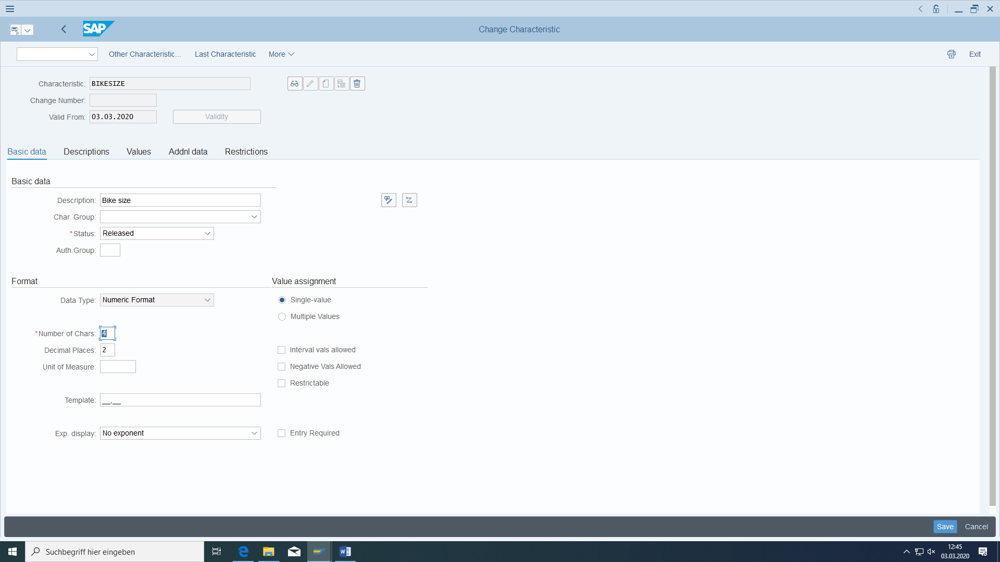 SAP
Change Characteristic
Other Characteristic... Last Characteristic More Exit
Characteristic: BIKESIZE
Change Number:
Valid From: 03.03.2020 Validity
Basic data Descriptions Values Addnl data Restrictions
Basic data
Description: Bike size
Char. Group:
*Status: Released
Auth.Group:
Format Value assignment
Data Type: Numeric Format Single-value
Multiple Values
*Number of Chars: 4
Decimal Places: 2 Interval vals allowed
Unit of Measure: Negative Vals Allowed
Restrictable
Template: __,__
Exp. display: No exponent Entry Required
Save Cancel
Suchbegriff hier eingeben
12:45
03.03.2020